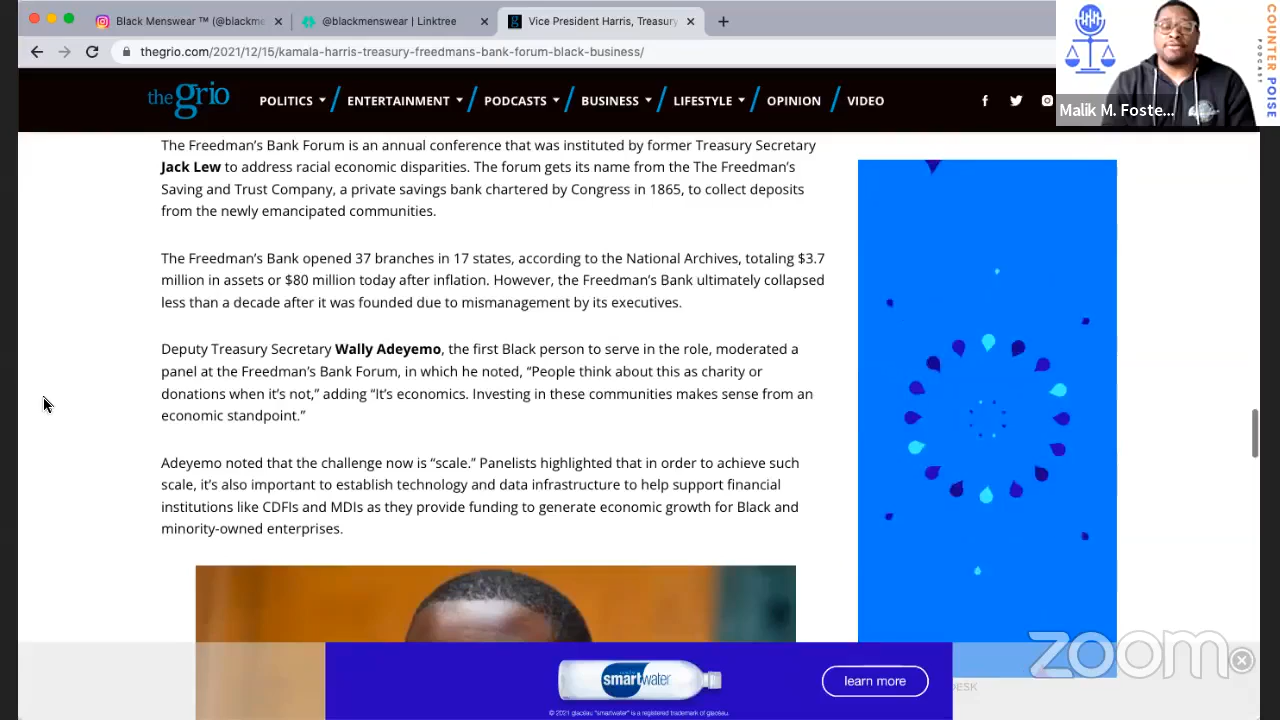 Black Menswear ™ (@blackme
@blackmenswear | Linktree
Vice President Harris, Treasury
thegrio.com/2021/12/15/kamala-harris-treasury-freedmans-bank-forum-black-business/
COUNTER POISE
PODCAST
Malik M. Foste...
the grio
POLITICS
ENTERTAINMENT
PODCASTS
BUSINESS
LIFESTYLE
OPINION
VIDEO
The Freedman’s Bank Forum is an annual conference that was instituted by former Treasury Secretary
Jack Lew to address racial economic disparities. The forum gets its name from the The Freedman’s
Saving and Trust Company, a private savings bank chartered by Congress in 1865, to collect deposits
from the newly emancipated communities.
The Freedman’s Bank opened 37 branches in 17 states, according to the National Archives, totaling $3.7
million in assets or $80 million today after inflation. However, the Freedman’s Bank ultimately collapsed
less than a decade after it was founded due to mismanagement by its executives.
Deputy Treasury Secretary Wally Adeyemo, the first Black person to serve in the role, moderated a
panel at the Freedman’s Bank Forum, in which he noted, “People think about this as charity or
donations when it’s not,” adding “It’s economics. Investing in these communities makes sense from an
economic standpoint.”
Adeyemo noted that the challenge now is “scale.” Panelists highlighted that in order to achieve such
scale, it’s also important to establish technology and data infrastructure to help support financial
institutions like CDFIs and MDIs as they provide funding to generate economic growth for Black and
minority-owned enterprises.
zoom
smartwater
learn more
DESK
© 2021 glacéau. "smartwater" is a registered trademark of glacéau.